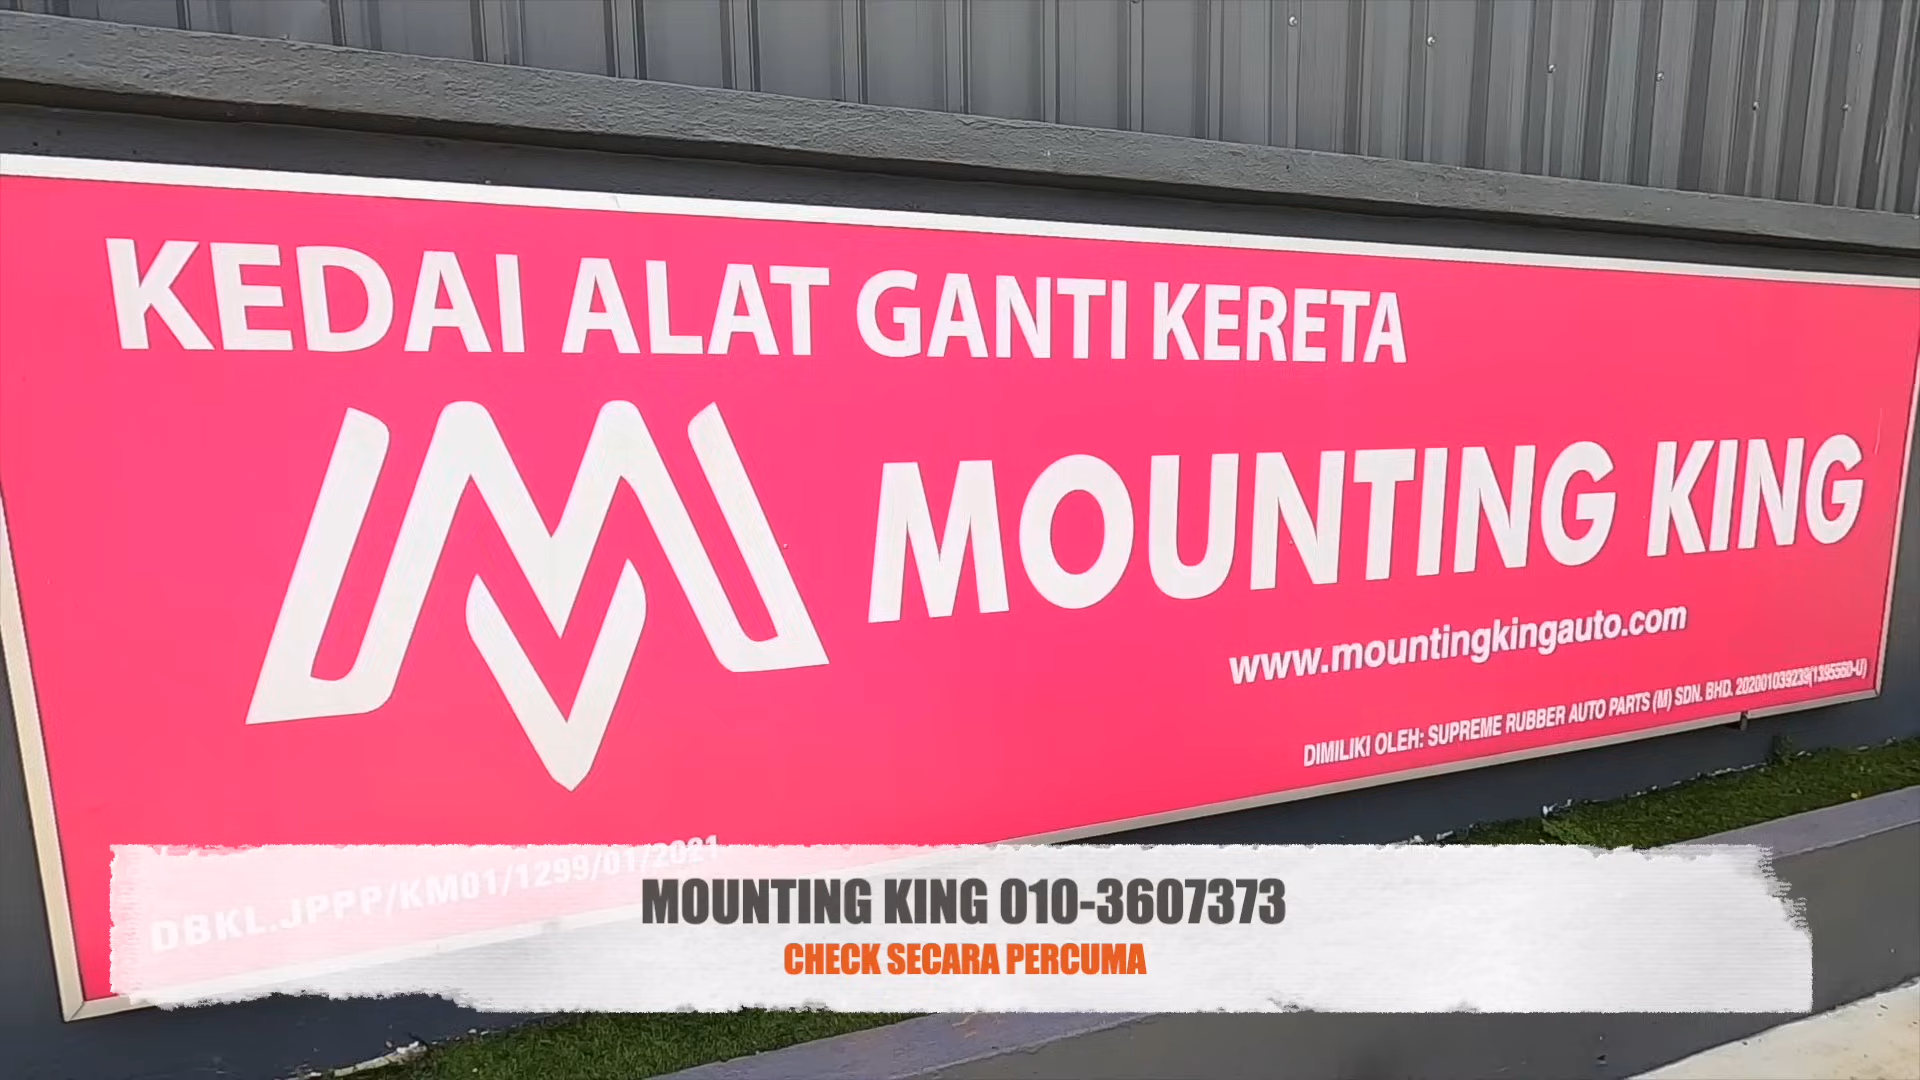 KEDAI ALAT GANTI KERETA
MOUNTING KING
www.mountingkingauto.com
DIMILIKI OLEH: SUPREME RUBBER AUTO PARTS (M) SDN. BHD. 202001039239(1395560-U)
DBKL.JPPP/KM01/1299/01/2021
MOUNTING KING 010-3607373
CHECK SECARA PERCUMA